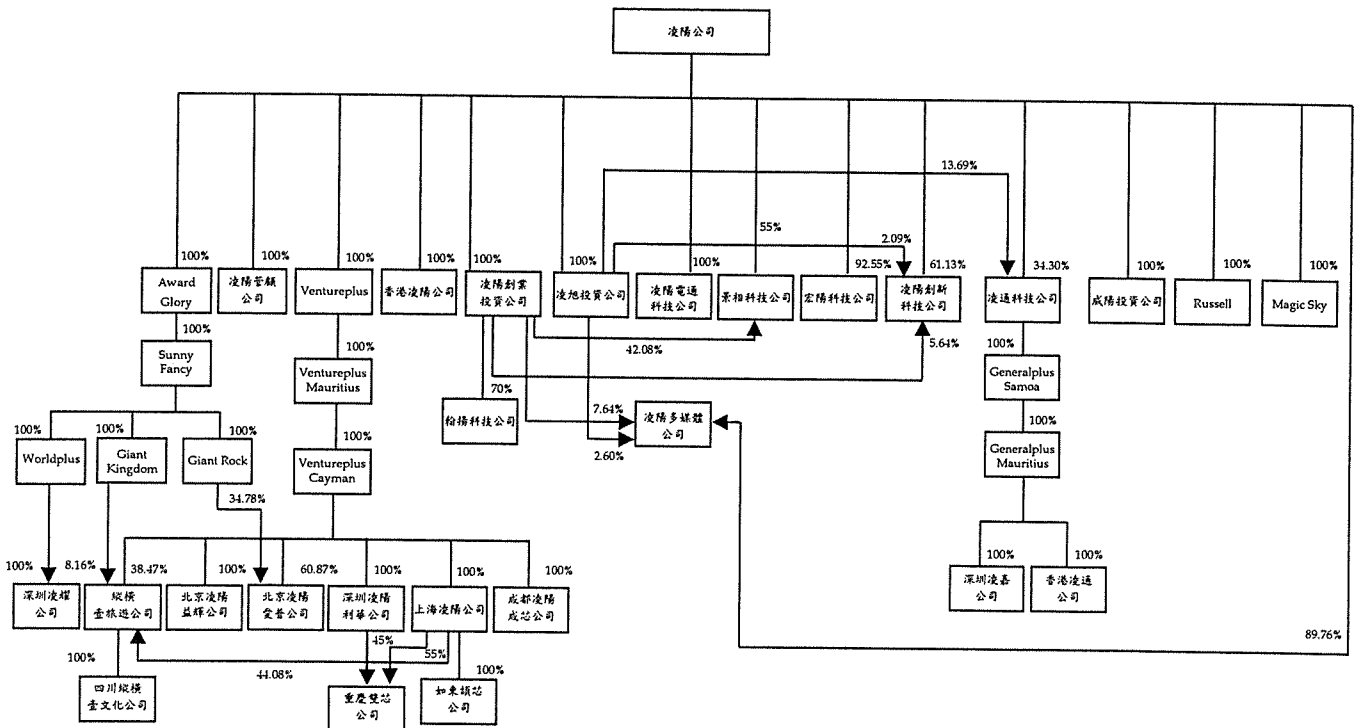 凌陽公司
13.69%
55%
2.09%
100%
100%
100%
100%
100%
100%
100%
92.55%
61.13%
34.30%
100%
100%
100%
Award
Glory
凌陽管顧
公司
Ventureplus
香港凌陽公司
凌陽創業
投資公司
凌旭投資公司
凌陽電通
科技公司
景相科技公司
宏陽科技公司
凌陽創新
科技公司
凌通科技公司
威陽投資公司
Russell
Magic Sky
100%
100%
42.08%
5.64%
100%
Sunny
Fancy
Ventureplus
Mauritius
Generalplus
Samoa
70%
7.64%
翰揚科技公司
凌陽多媒體
公司
2.60%
100%
100%
100%
100%
100%
Worldplus
Giant
Kingdom
Giant Rock
Ventureplus
Cayman
Generalplus
Mauritius
34.78%
100%
8.16%
38.47%
100%
60.87%
100%
100%
100%
100%
100%
深圳凌燿
公司
縱橫
壹旅遊公司
北京凌陽
益輝公司
北京凌陽
愛普公司
深圳凌陽
利華公司
上海凌陽公司
成都凌陽
成芯公司
深圳凌嘉
公司
香港凌通
公司
45%
55%
89.76%
100%
44.08%
100%
四川縱橫
壹文化公司
重慶雙芯
公司
如東頡芯
公司